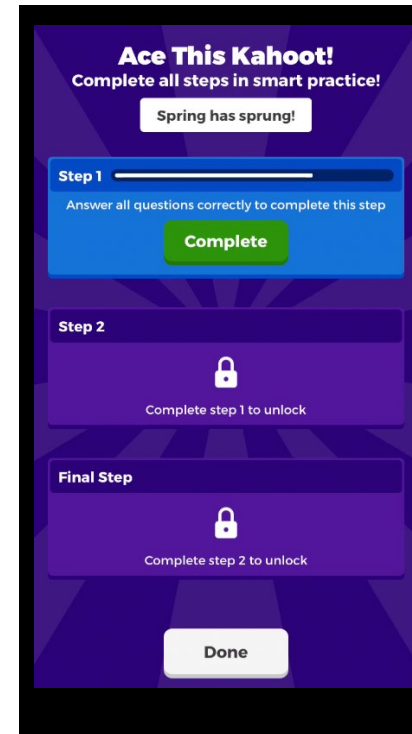 Ace This Kahoot!
Complete all steps in smart practice!
Spring has sprung!
Step 1
Answer all questions correctly to complete this step
Complete
Step 2
Complete step 1 to unlock
Final Step
Complete step 2 to unlock
Done